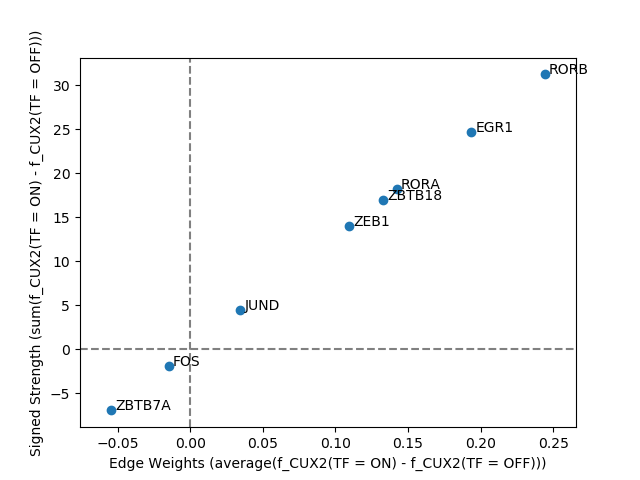 Signed Strength (sum(f_CUX2(TF = ON) - f_CUX2(TF = OFF)))
30
25
20
15
10
5
0
−5
RORB
EGR1
RORA
ZBTB18
ZEB1
JUND
FOS
ZBTB7A
−0.05
0.00
0.05
0.10
0.15
0.20
0.25
Edge Weights (average(f_CUX2(TF = ON) - f_CUX2(TF = OFF)))